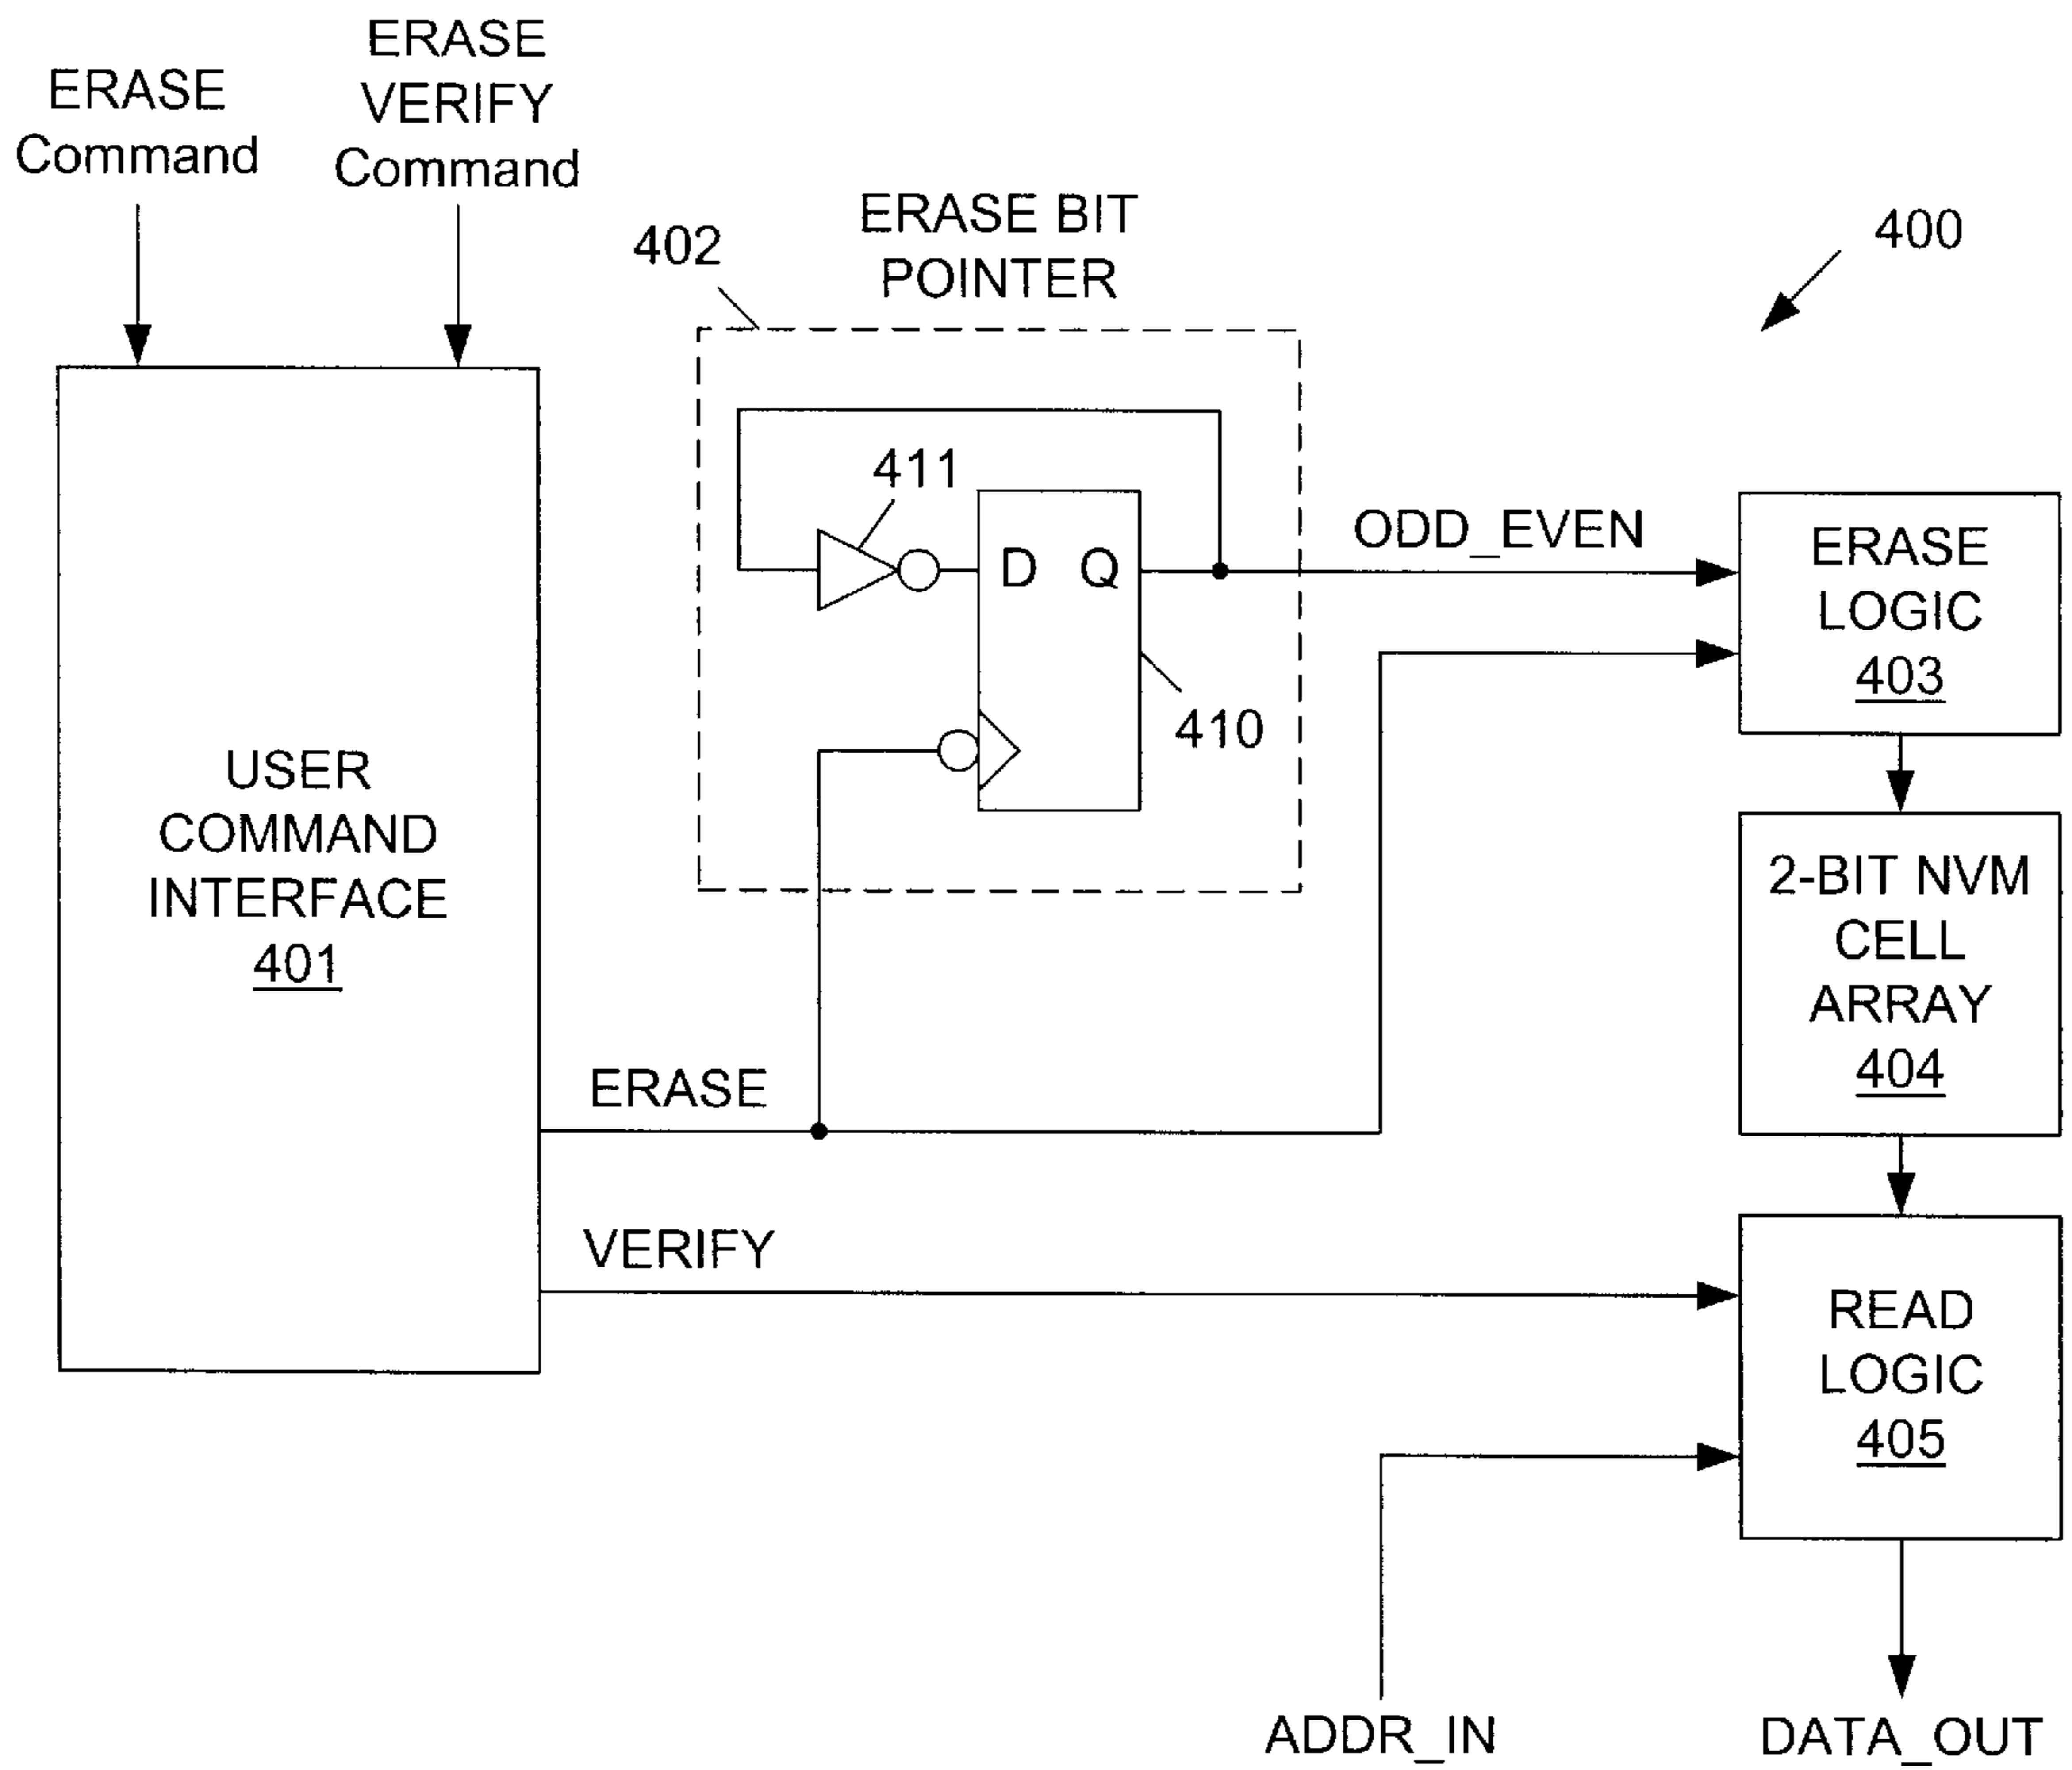 ERASE
Command
ERASE
VERIFY
Command
402
ERASE BIT
POINTER
400
411
D
Q
410
ODD_EVEN
ERASE
LOGIC
403
USER
COMMAND
INTERFACE
401
2-BIT NVM
CELL
ARRAY
404
ERASE
VERIFY
READ
LOGIC
405
ADDR_IN
DATA_OUT